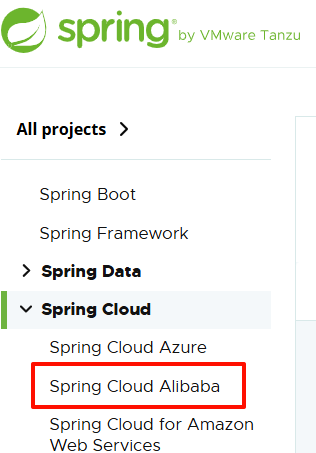 spring® by VMware Tanzu
All projects
Spring Boot
Spring Framework
Spring Data
Spring Cloud
Spring Cloud Azure
Spring Cloud Alibaba
Spring Cloud for Amazon
Web Services